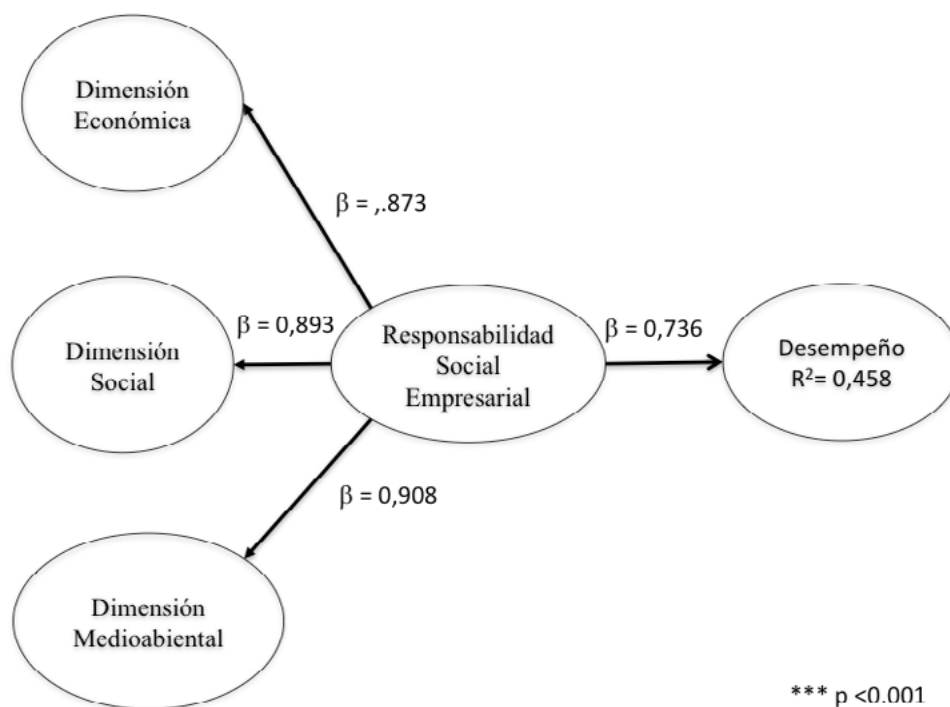 Dimensión
Económica
β = ,.873
Dimensión
Social
β = 0,893
Responsabilidad
Social
Empresarial
β = 0,736
Desempeño
R²= 0,458
β = 0,908
Dimensión
Medioabiental
*** p <0.001